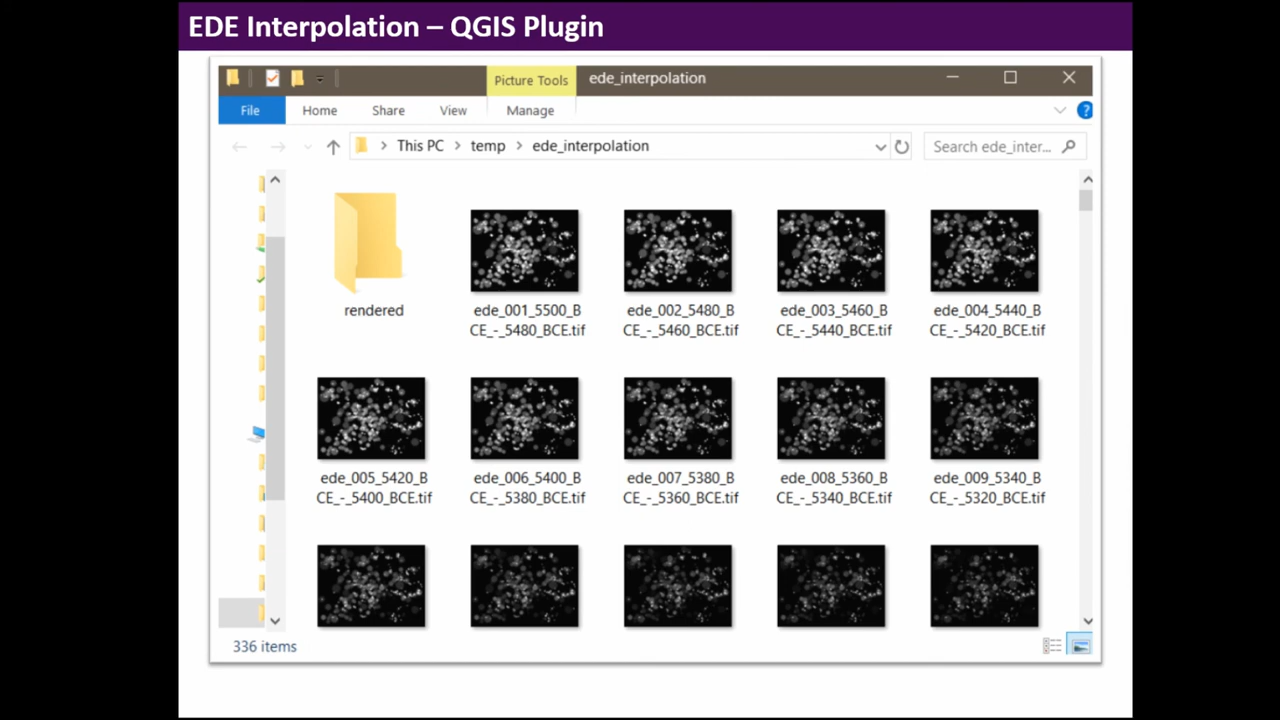 EDE Interpolation – QGIS Plugin
Picture Tools
ede_interpolation
File
Home
Share
View
Manage
?
This PC
temp
ede_interpolation
Search ede_inter...
rendered
ede_001_5500_B
CE_-_5480_BCE.tif
ede_002_5480_B
CE_-_5460_BCE.tif
ede_003_5460_B
CE_-_5440_BCE.tif
ede_004_5440_B
CE_-_5420_BCE.tif
ede_005_5420_B
CE_-_5400_BCE.tif
ede_006_5400_B
CE_-_5380_BCE.tif
ede_007_5380_B
CE_-_5360_BCE.tif
ede_008_5360_B
CE_-_5340_BCE.tif
ede_009_5340_B
CE_-_5320_BCE.tif
336 items